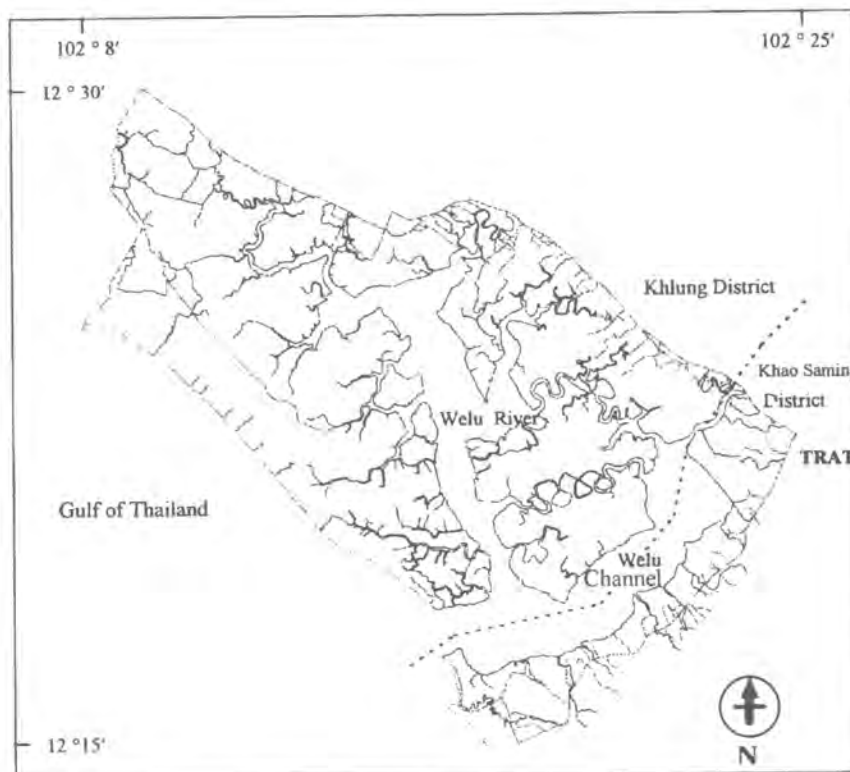 102 ° 8'
102 ° 25'
12 ° 30'
Khlung District
Khao Saming
District
Welu River
TRAT
Gulf of Thailand
Welu
Channel
12 °15'
N